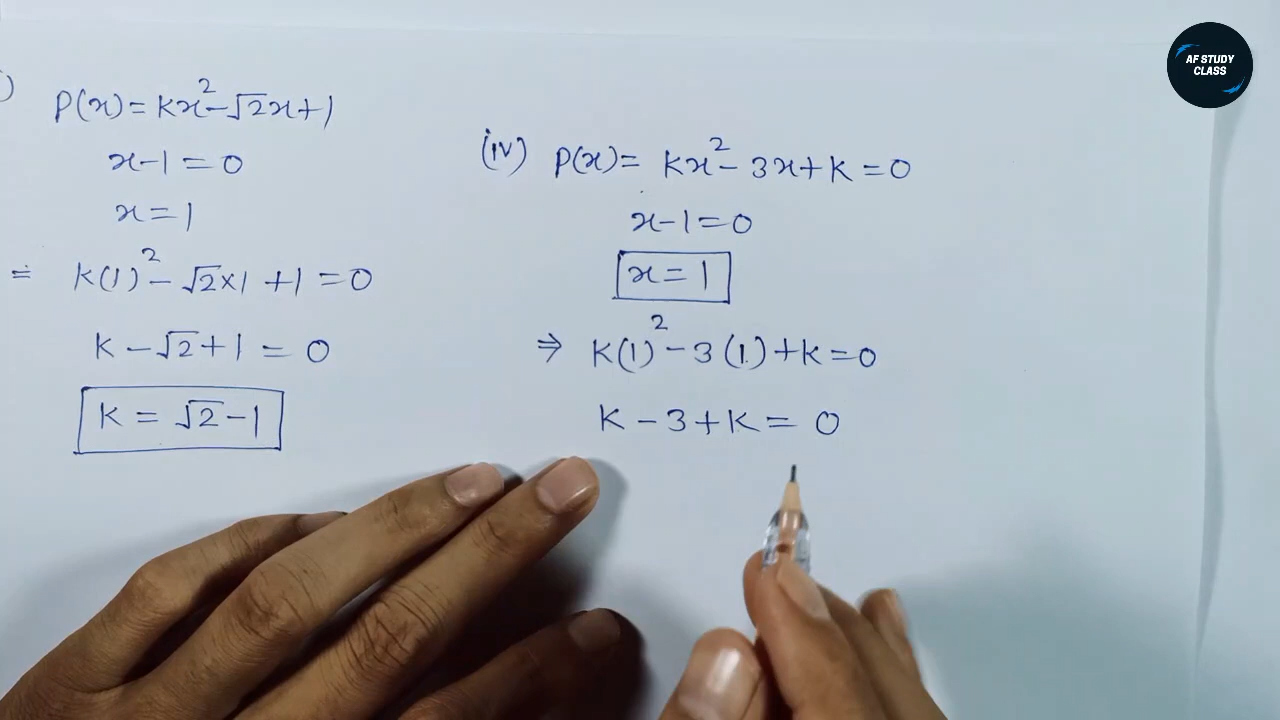 )
P(x)= Kx²-√2x+1
x-1=0
x=1
= K(1)²-√2×1 +1=0
K-√2+1=0
K=√2-1
(iv) P(x)= Kx²-3x+K=0
x-1=0
x=1
⇒ K(1)²-3(1)+K=0
K-3+K=0
AF STUDY
CLASS